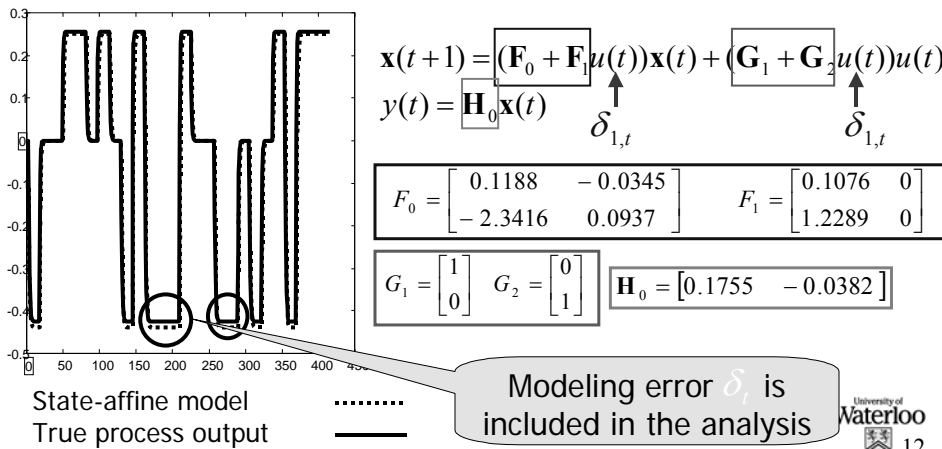 0.3
0.2
0.1
0
-0.1
-0.2
-0.3
-0.4
-0.5
0 50 100 150 200 250 300 350 400 450
State-affine model
True process output
x(t+1) = (F₀ + F₁u(t))x(t) + (G₁ + G₂u(t))u(t)
y(t) = H₀x(t)
δ₁,ₜ δ₁,ₜ
F₀ = [0.1188 −0.0345
−2.3416 0.0937]
F₁ = [0.1076 0
1.2289 0]
G₁ = [1
0]
G₂ = [0
1]
H₀ = [0.1755 −0.0382]
Modeling error δₜ is
included in the analysis
University of
Waterloo
12